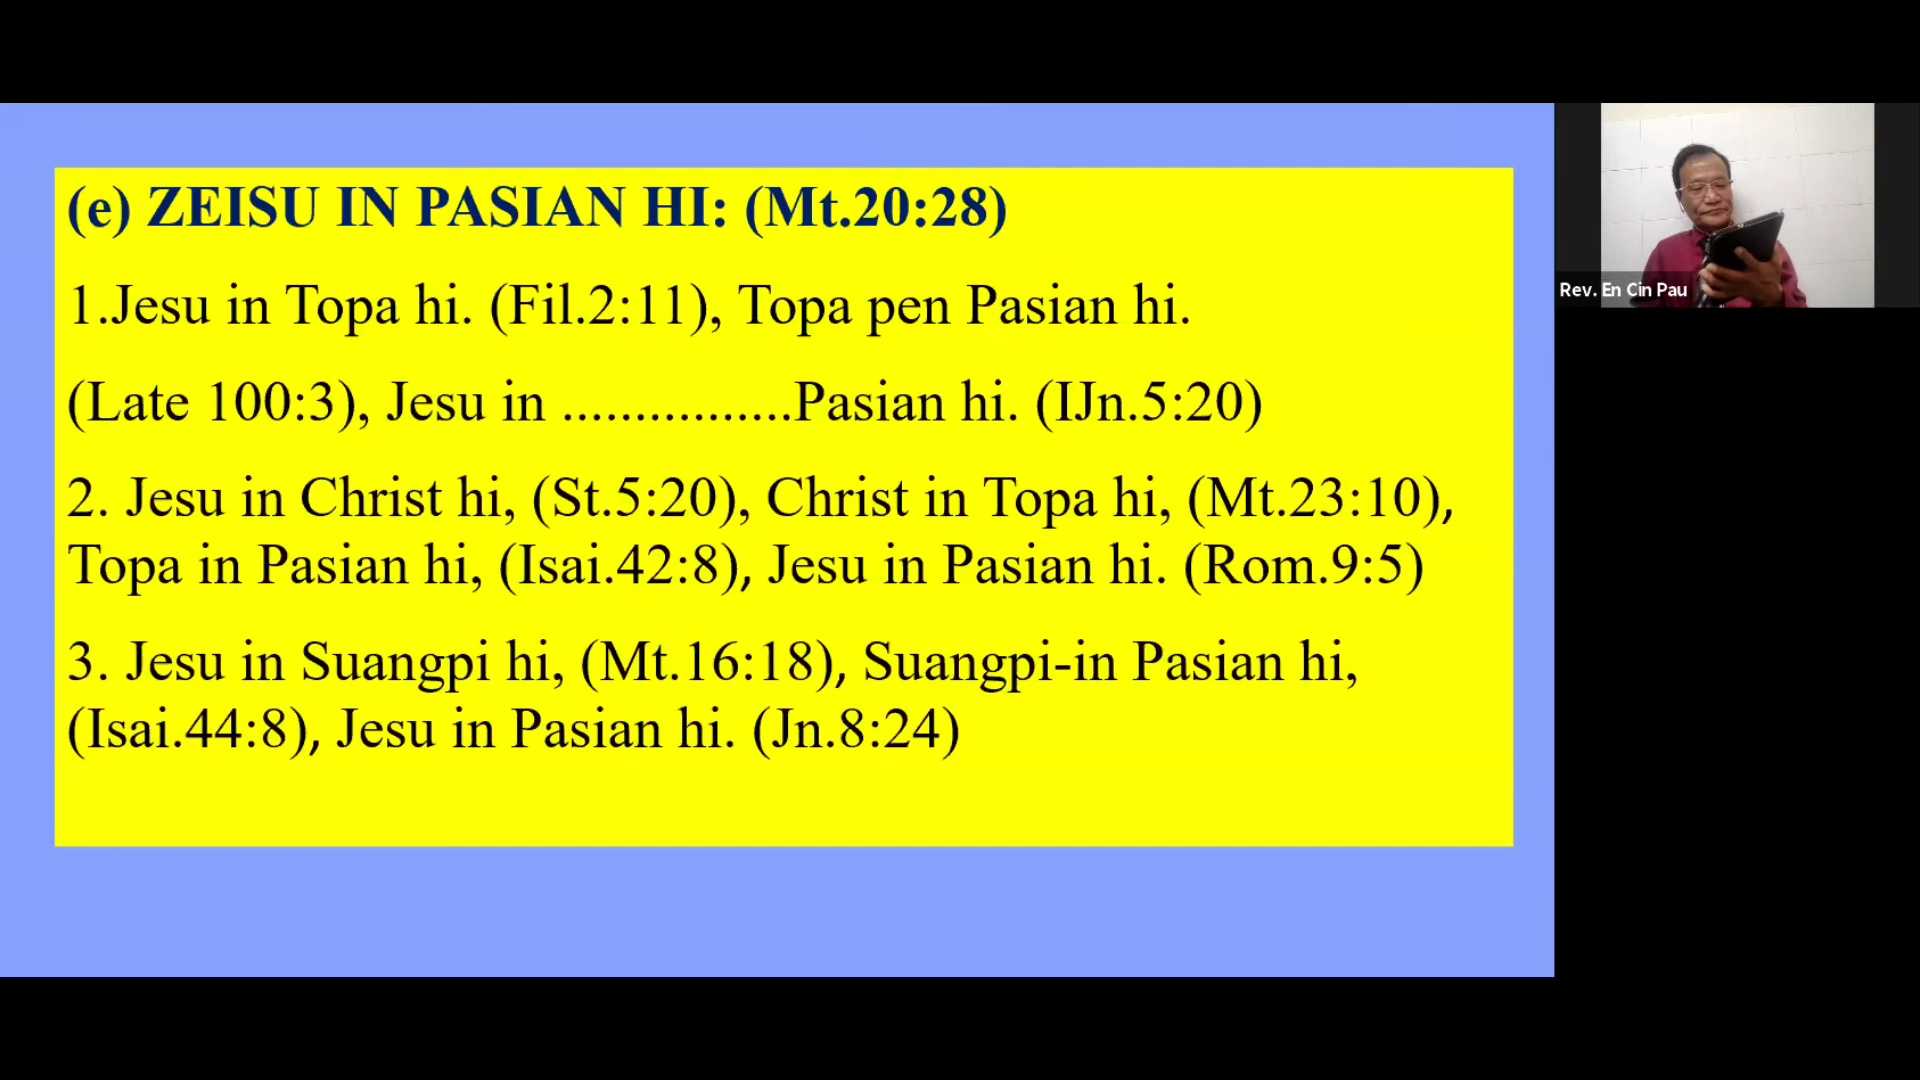 (e) ZEISU IN PASIAN HI: (Mt.20:28)
1.Jesu in Topa hi. (Fil.2:11), Topa pen Pasian hi.
(Late 100:3), Jesu in ................Pasian hi. (IJn.5:20)
2. Jesu in Christ hi, (St.5:20), Christ in Topa hi, (Mt.23:10),
Topa in Pasian hi, (Isai.42:8), Jesu in Pasian hi. (Rom.9:5)
3. Jesu in Suangpi hi, (Mt.16:18), Suangpi-in Pasian hi,
(Isai.44:8), Jesu in Pasian hi. (Jn.8:24)
Rev. En Cin Pau